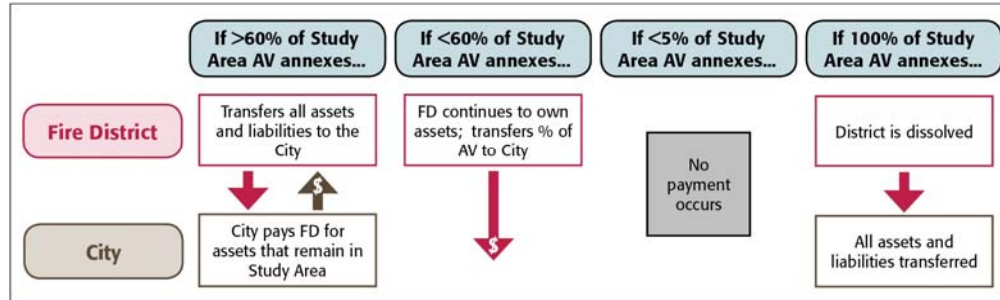 If >60% of Study
Area AV annexes...
If <60% of Study
Area AV annexes...
If <5% of Study
Area AV annexes...
If 100% of Study
Area AV annexes...
Fire District
Transfers all assets
and liabilities to the
City
FD continues to own
assets; transfers % of
AV to City
No
payment
occurs
District is dissolved
$
$
City
City pays FD for
assets that remain in
Study Area
All assets and
liabilities transferred